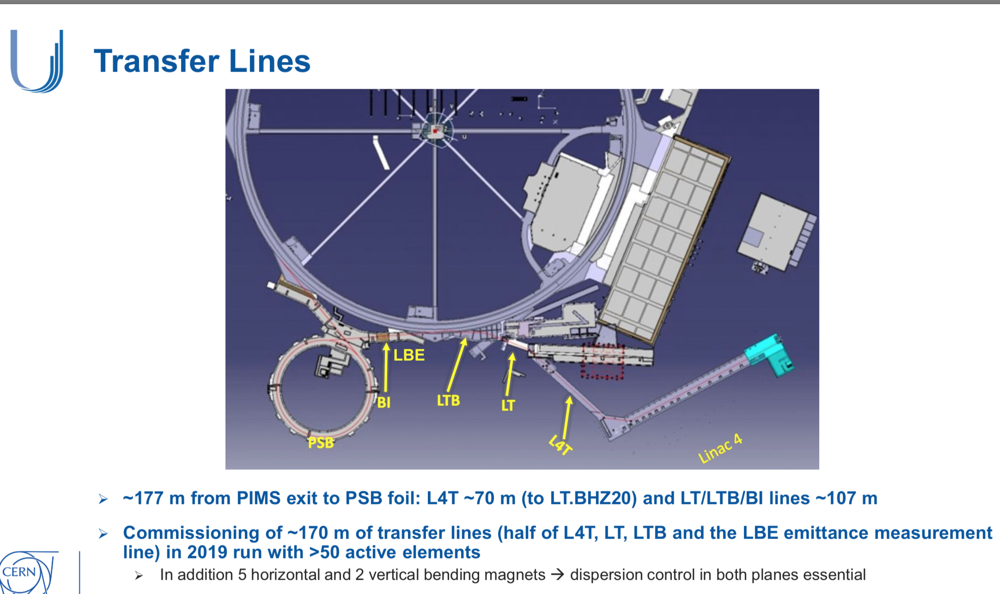 Transfer Lines
LBE
BI
LTB
LT
PSB
L4T
Linac 4
➢ ~177 m from PIMS exit to PSB foil: L4T ~70 m (to LT.BHZ20) and LT/LTB/BI lines ~107 m
➢ Commissioning of ~170 m of transfer lines (half of L4T, LT, LTB and the LBE emittance measurement
line) in 2019 run with >50 active elements
➢ In addition 5 horizontal and 2 vertical bending magnets → dispersion control in both planes essential
CERN